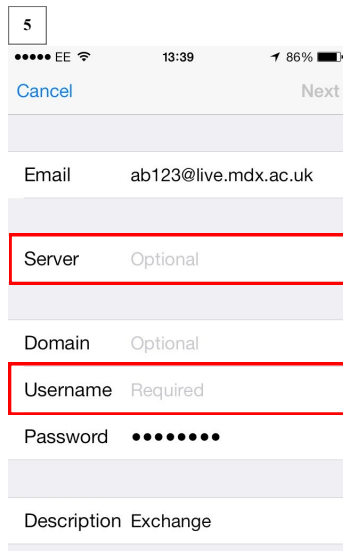 5
EE 13:39 86%
Cancel Next
Email ab123@live.mdx.ac.uk
Server Optional
Domain Optional
Username Required
Password ●●●●●●●●
Description Exchange